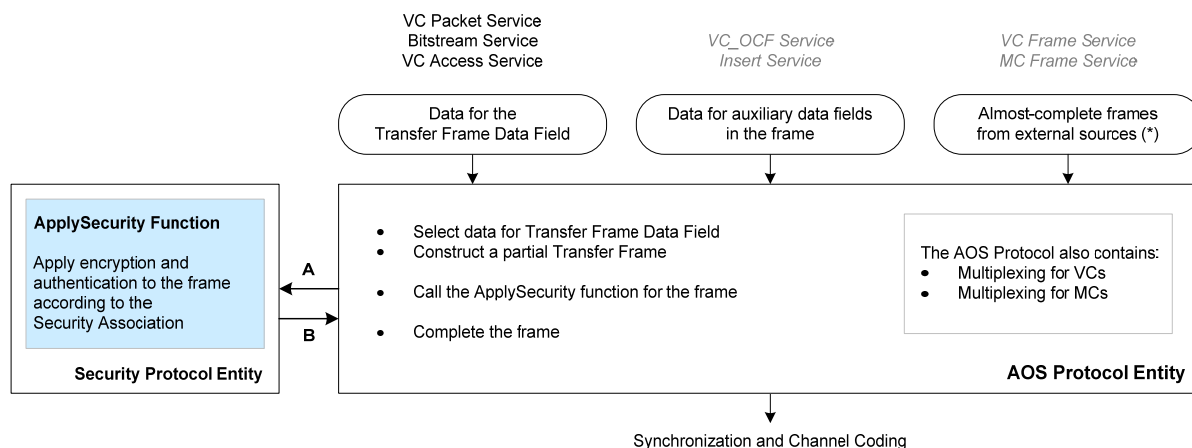 VC Packet Service
Bitstream Service
VC Access Service
VC_OCF Service
Insert Service
VC Frame Service
MC Frame Service
Data for the
Transfer Frame Data Field
Data for auxiliary data fields
in the frame
Almost-complete frames
from external sources (*)
ApplySecurity Function
Apply encryption and
authentication to the frame
according to the
Security Association
Security Protocol Entity
A
B
• Select data for Transfer Frame Data Field
• Construct a partial Transfer Frame
• Call the ApplySecurity function for the frame
• Complete the frame
The AOS Protocol also contains:
• Multiplexing for VCs
• Multiplexing for MCs
AOS Protocol Entity
Synchronization and Channel Coding